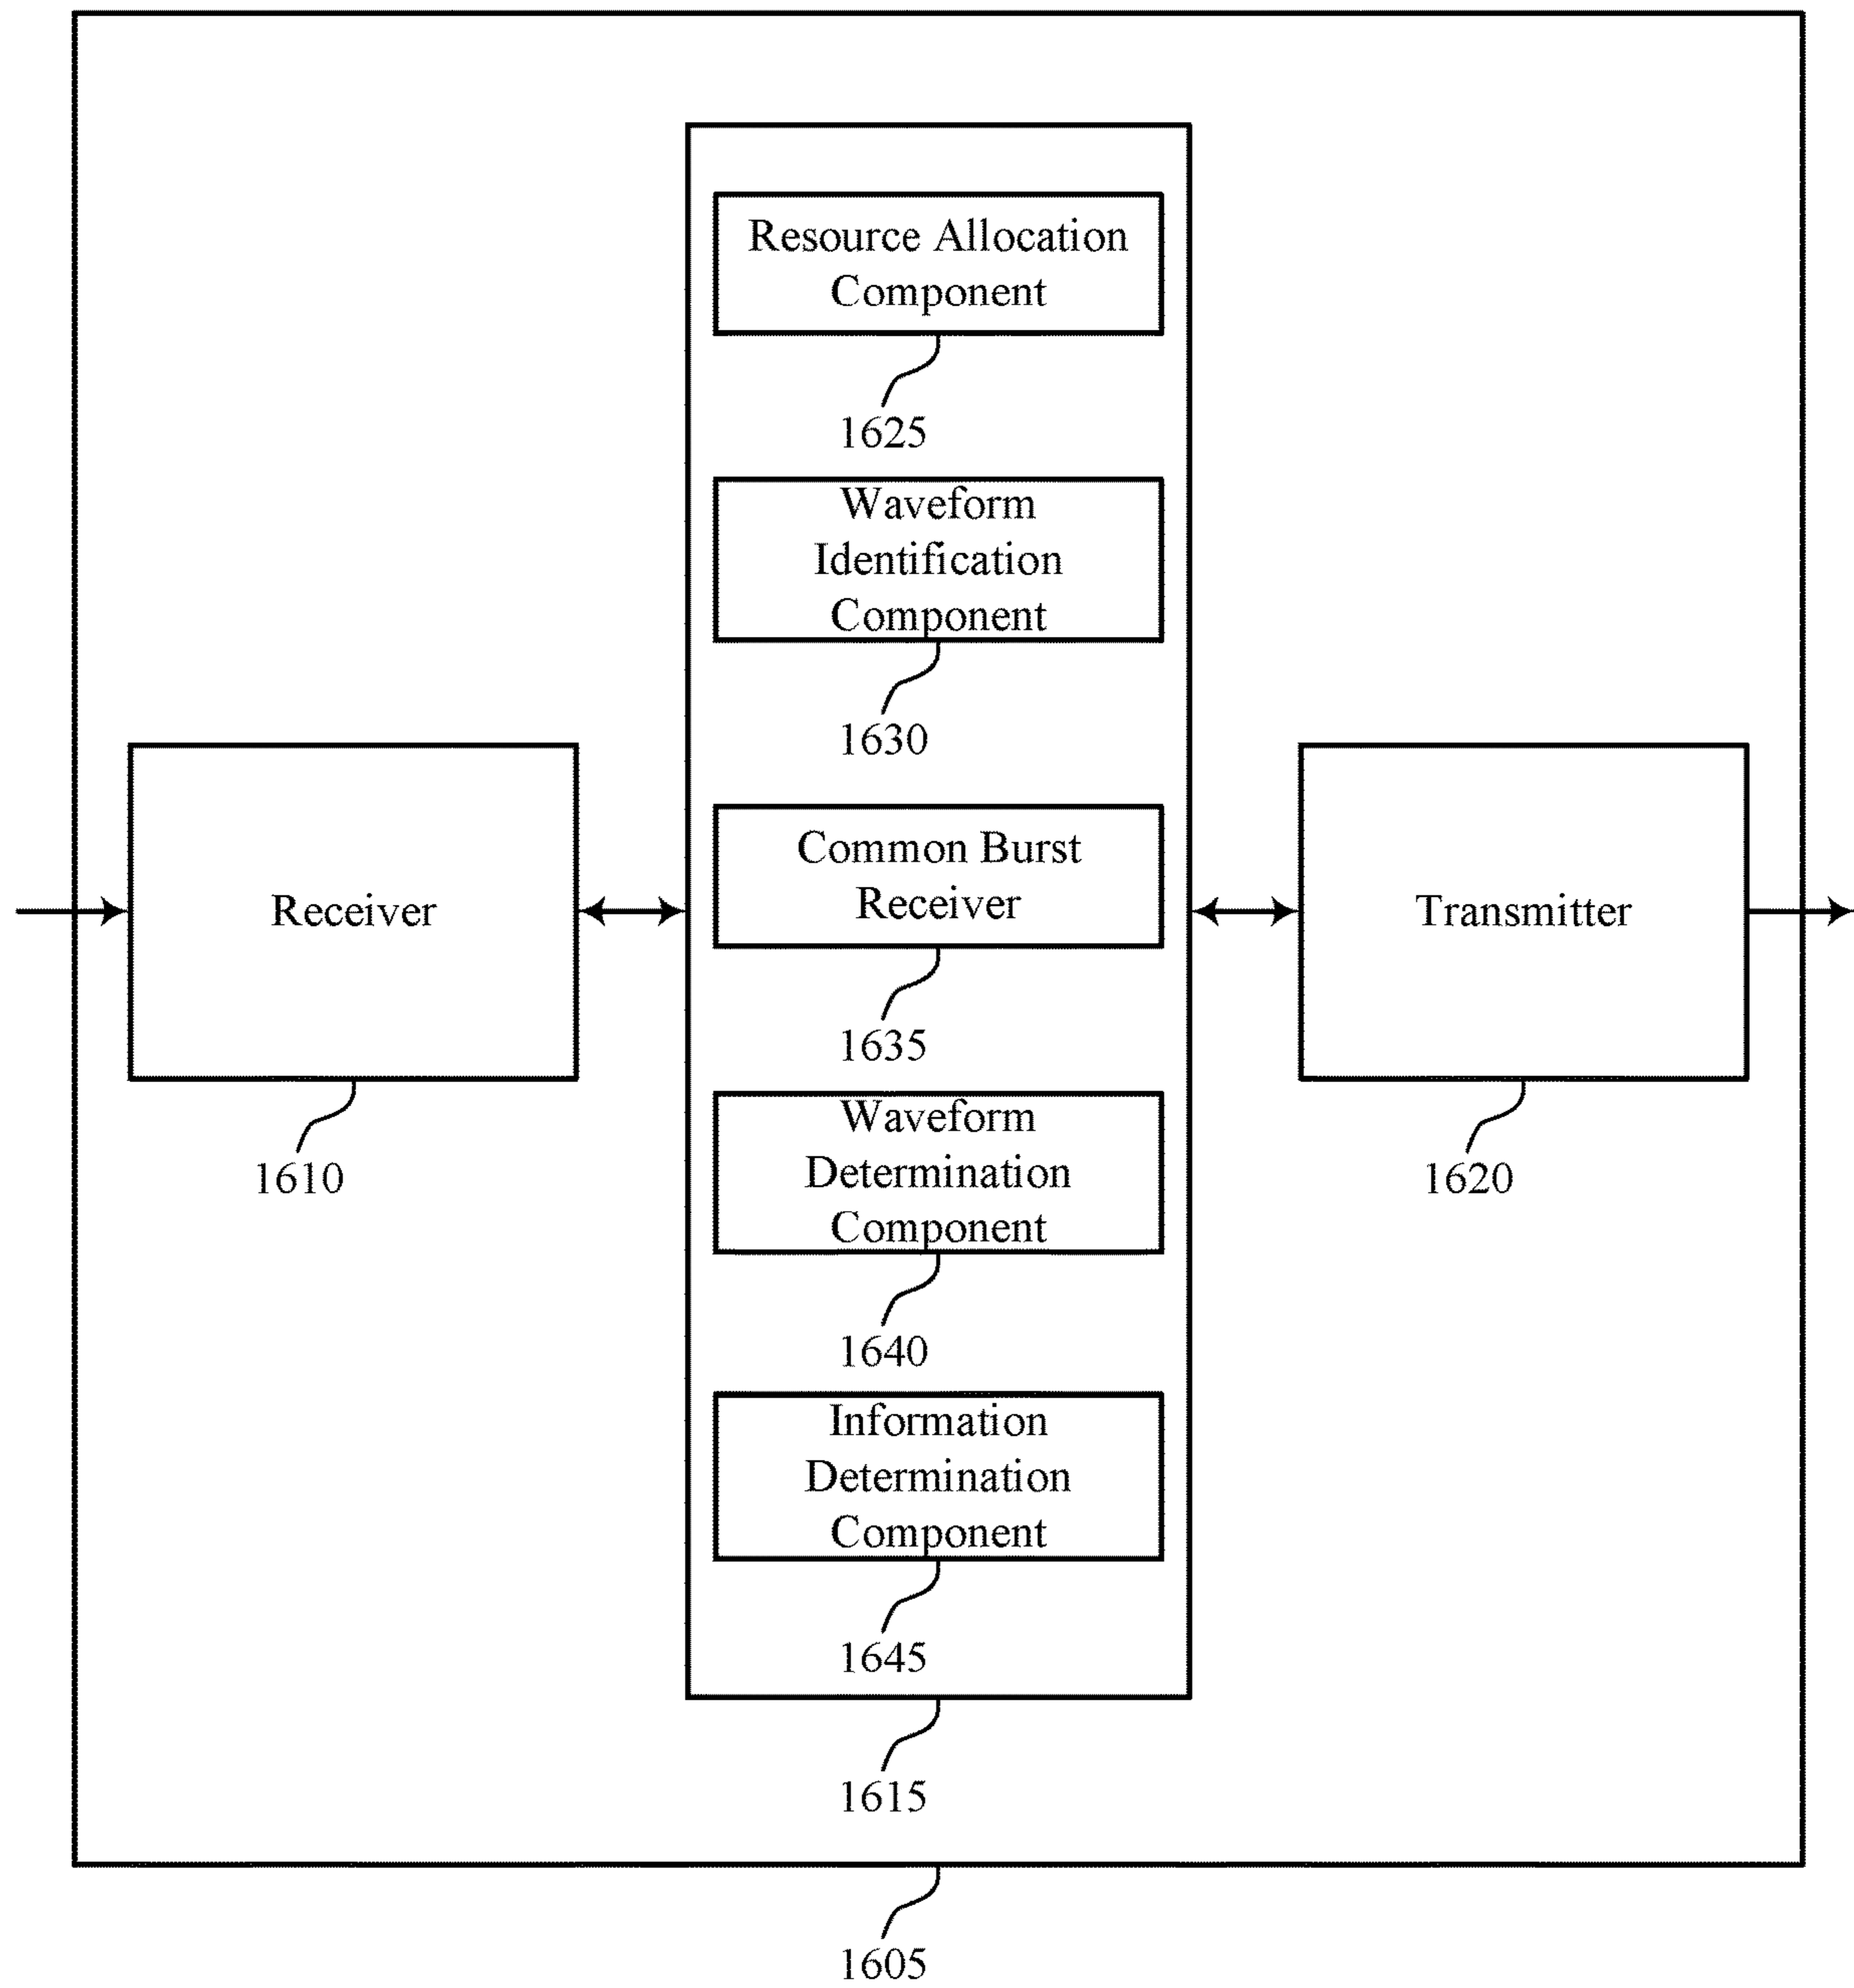 Resource Allocation
Component
1625
Waveform
Identification
Component
1630
Common Burst
Receiver
1635
Receiver
1610
Transmitter
1620
Waveform
Determination
Component
1640
Information
Determination
Component
1645
1615
1605